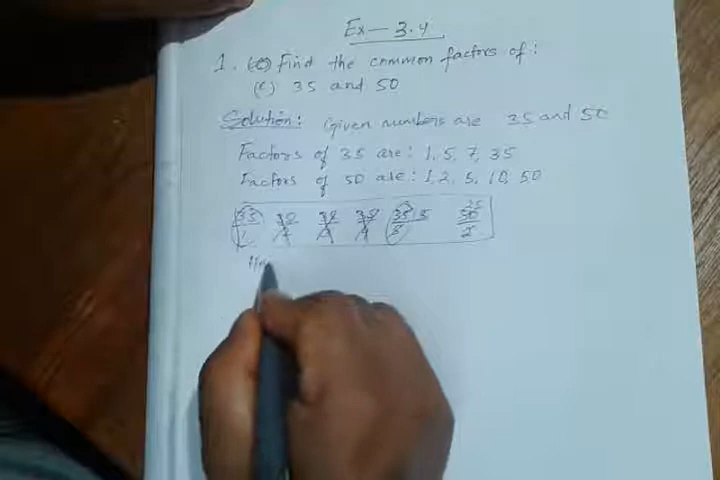 Ex - 3.4
1. Find the common factors of :
(c) 35 and 50
Solution: Given numbers are 35 and 50
Factors of 35 are : 1, 5, 7, 35
Factors of 50 are : 1, 2, 5, 10, 50